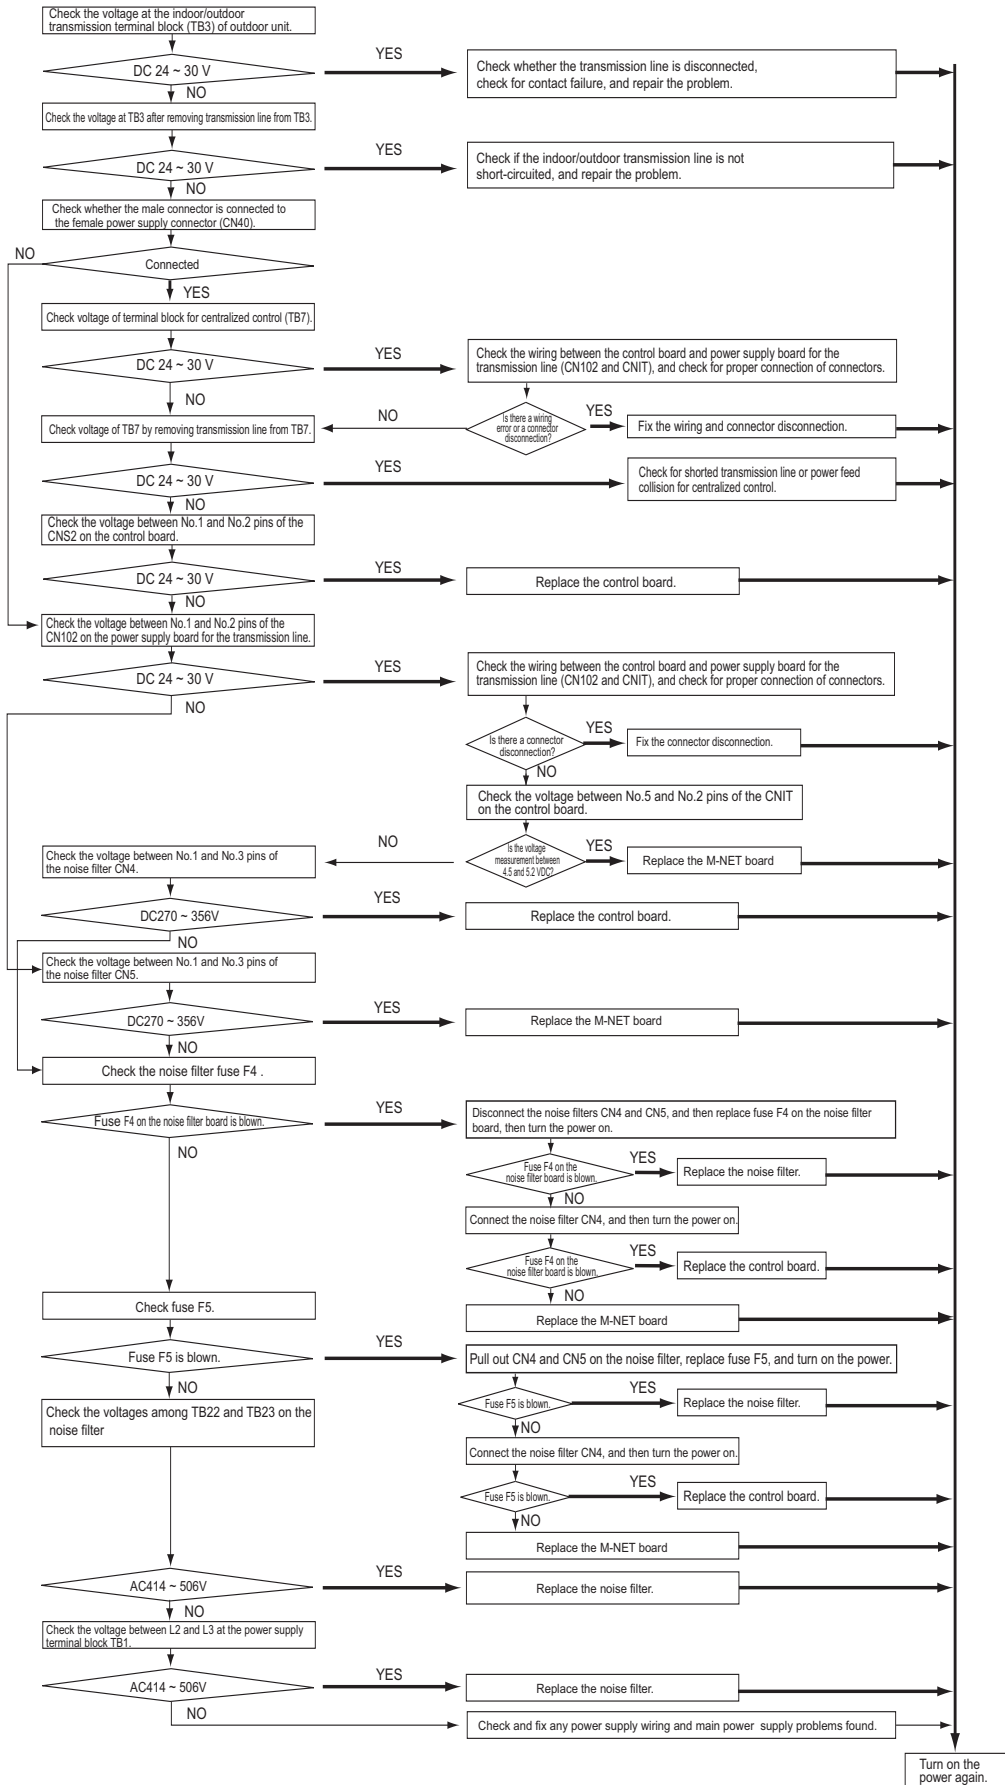 Check the voltage at the indoor/outdoor
transmission terminal block (TB3) of outdoor unit.
YES
DC 24 ~ 30 V
Check whether the transmission line is disconnected,
check for contact failure, and repair the problem.
NO
Check the voltage at TB3 after removing transmission line from TB3.
YES
DC 24 ~ 30 V
Check if the indoor/outdoor transmission line is not
short-circuited, and repair the problem.
NO
Check whether the male connector is connected to
the female power supply connector (CN40).
NO
Connected
YES
Check voltage of terminal block for centralized control (TB7).
YES
DC 24 ~ 30 V
Check the wiring between the control board and power supply board for the
transmission line (CN102 and CNIT), and check for proper connection of connectors.
NO
Check voltage of TB7 by removing transmission line from TB7.
NO
Is there a wiring
error or a connector
disconnection?
YES
Fix the wiring and connector disconnection.
DC 24 ~ 30 V
YES
Check for shorted transmission line or power feed
collision for centralized control.
NO
Check the voltage between No.1 and No.2 pins of the
CNS2 on the control board.
YES
DC 24 ~ 30 V
Replace the control board.
NO
Check the voltage between No.1 and No.2 pins of the
CN102 on the power supply board for the transmission line.
YES
DC 24 ~ 30 V
Check the wiring between the control board and power supply board for the
transmission line (CN102 and CNIT), and check for proper connection of connectors.
NO
Is there a connector
disconnection?
YES
Fix the connector disconnection.
NO
Check the voltage between No.5 and No.2 pins of the CNIT
on the control board.
NO
Is the voltage
measurement between
4.5 and 5.2 VDC?
YES
Replace the M-NET board
Check the voltage between No.1 and No.3 pins of
the noise filter CN4.
YES
DC270 ~ 356V
Replace the control board.
NO
Check the voltage between No.1 and No.3 pins of
the noise filter CN5.
YES
DC270 ~ 356V
Replace the M-NET board
NO
Check the noise filter fuse F4 .
YES
Fuse F4 on the noise filter board is blown.
Disconnect the noise filters CN4 and CN5, and then replace fuse F4 on the noise filter
board, then turn the power on.
NO
Fuse F4 on the
noise filter board is blown.
YES
Replace the noise filter.
NO
Connect the noise filter CN4, and then turn the power on.
Fuse F4 on the
noise filter board is blown.
YES
Replace the control board.
NO
Replace the M-NET board
Check fuse F5.
YES
Fuse F5 is blown.
Pull out CN4 and CN5 on the noise filter, replace fuse F5, and turn on the power.
NO
Fuse F5 is blown.
YES
Replace the noise filter.
Check the voltages among TB22 and TB23 on the
noise filter
NO
Connect the noise filter CN4, and then turn the power on.
Fuse F5 is blown.
YES
Replace the control board.
NO
Replace the M-NET board
YES
AC414 ~ 506V
Replace the noise filter.
NO
Check the voltage between L2 and L3 at the power supply
terminal block TB1.
YES
AC414 ~ 506V
Replace the noise filter.
NO
Check and fix any power supply wiring and main power supply problems found.
Turn on the
power again.